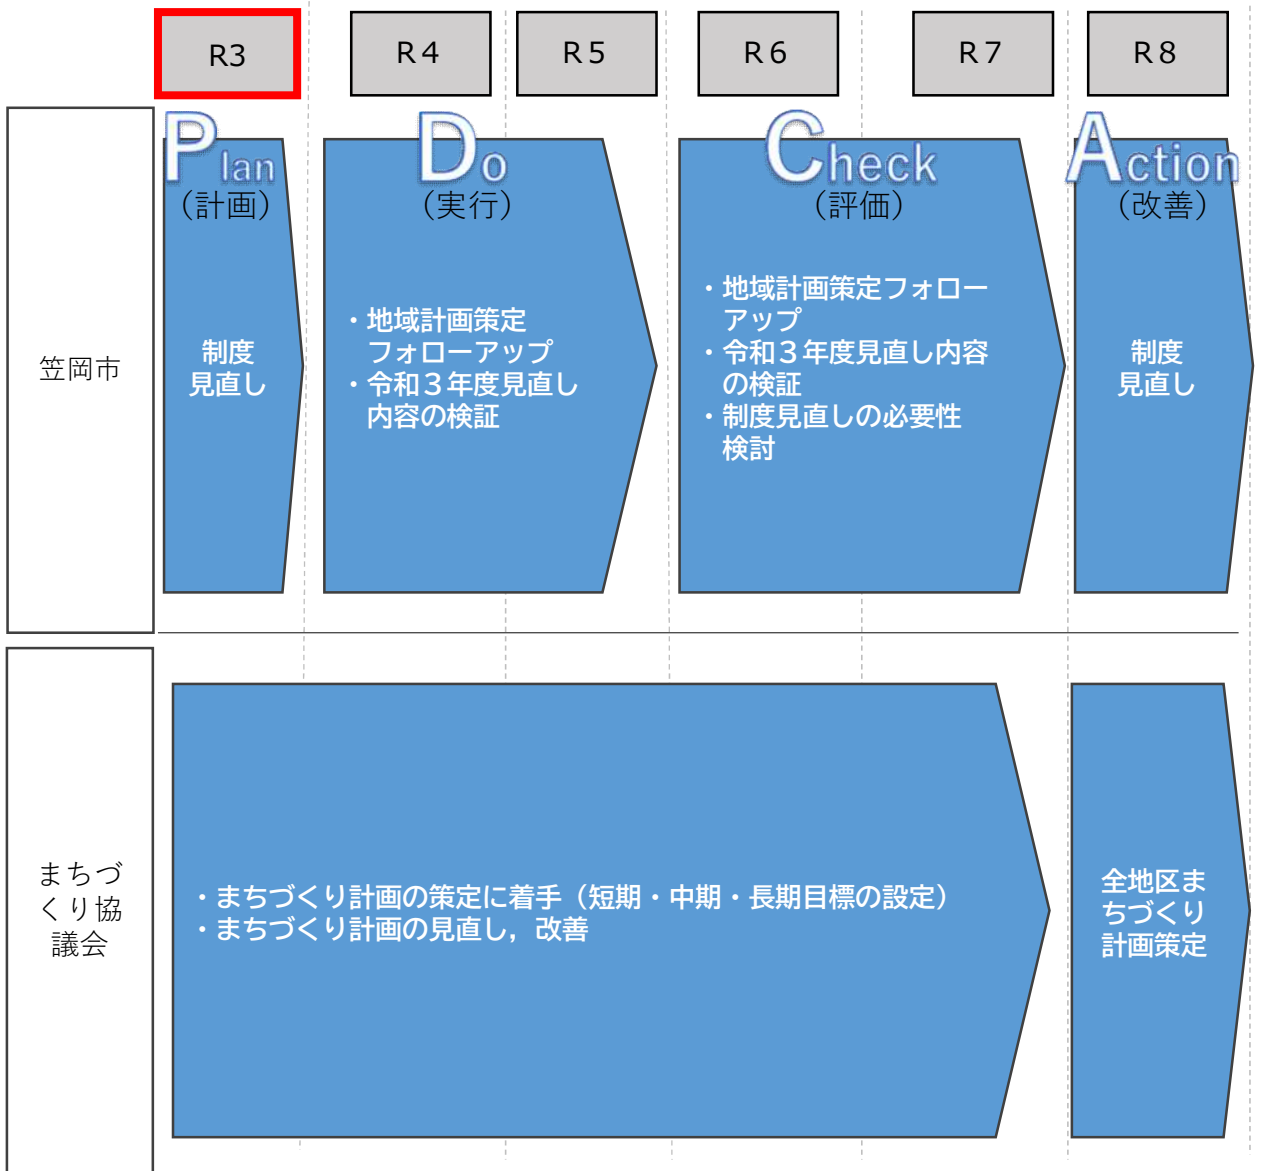 R3
R４
R５
R６
R７
R８
Plan
（計画）
Do
（実行）
Check
（評価）
Action
（改善）
笠岡市
制度
見直し
・地域計画策定
フォローアップ
・令和３年度見直し
内容の検証
・地域計画策定フォロー
アップ
・令和３年度見直し内容
の検証
・制度見直しの必要性
検討
制度
見直し
まちづ
くり協
議会
・まちづくり計画の策定に着手（短期・中期・長期目標の設定）
・まちづくり計画の見直し，改善
全地区ま
ちづくり
計画策定